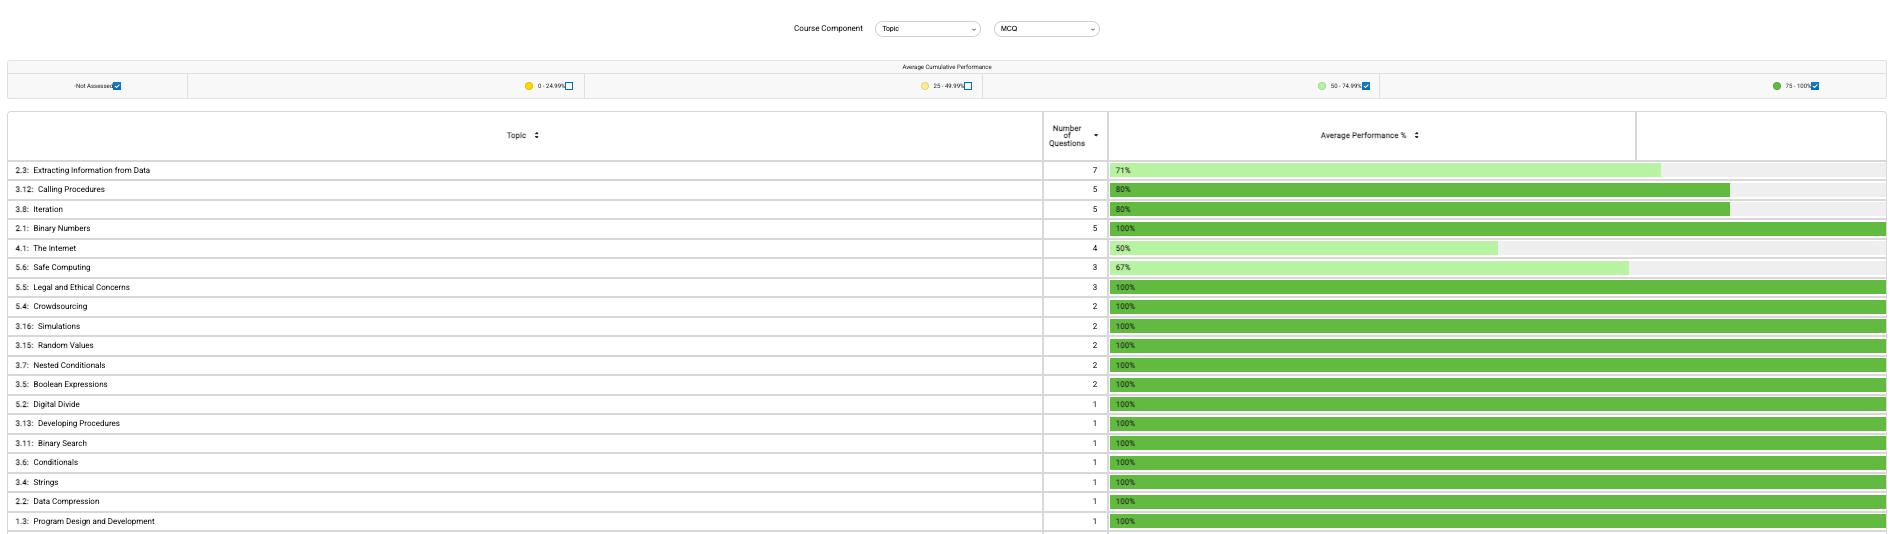 Course Component Topic MCQ
Average Cumulative Performance
-Not Assessed 0 - 24.99% 25 - 49.99% 50 - 74.99% 75 - 100%
Topic Number of Questions Average Performance %
2.3: Extracting Information from Data 7 71%
3.12: Calling Procedures 5 80%
3.8: Iteration 5 80%
2.1: Binary Numbers 5 100%
4.1: The Internet 4 50%
5.6: Safe Computing 3 67%
5.5: Legal and Ethical Concerns 3 100%
5.4: Crowdsourcing 2 100%
3.16: Simulations 2 100%
3.15: Random Values 2 100%
3.7: Nested Conditionals 2 100%
3.5: Boolean Expressions 2 100%
5.2: Digital Divide 1 100%
3.13: Developing Procedures 1 100%
3.11: Binary Search 1 100%
3.6: Conditionals 1 100%
3.4: Strings 1 100%
2.2: Data Compression 1 100%
1.3: Program Design and Development 1 100%